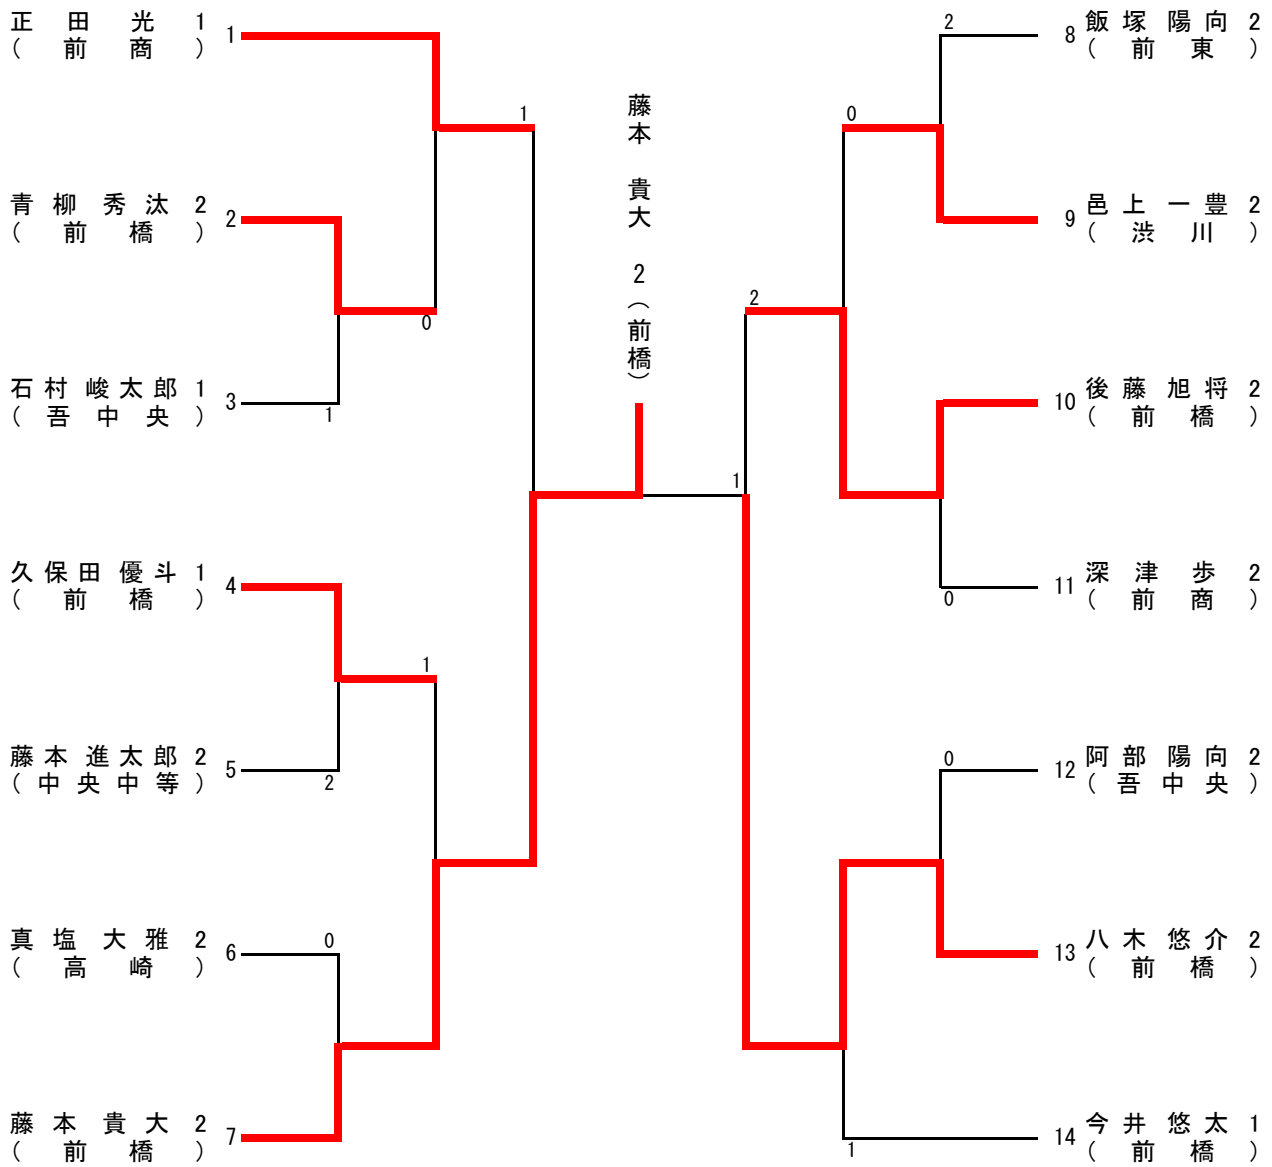 正田光 1
1
(前商)
青柳秀汰 2
2
(前橋)
石村峻太郎 1
3
(吾中央)
久保田優斗 1
4
(前橋)
藤本進太郎 2
5
(中央中等)
真塩大雅 2
6
(高崎)
藤本貴大 2
7
(前橋)
1
0
1
1
2
0
藤本 貴大 2(前橋)
2
0
2
1
0
0
1
飯塚陽向 2
8
(前東)
邑上一豊 2
9
(渋川)
後藤旭将 2
10
(前橋)
深津歩 2
11
(前商)
阿部陽向 2
12
(吾中央)
八木悠介 2
13
(前橋)
今井悠太 1
14
(前橋)